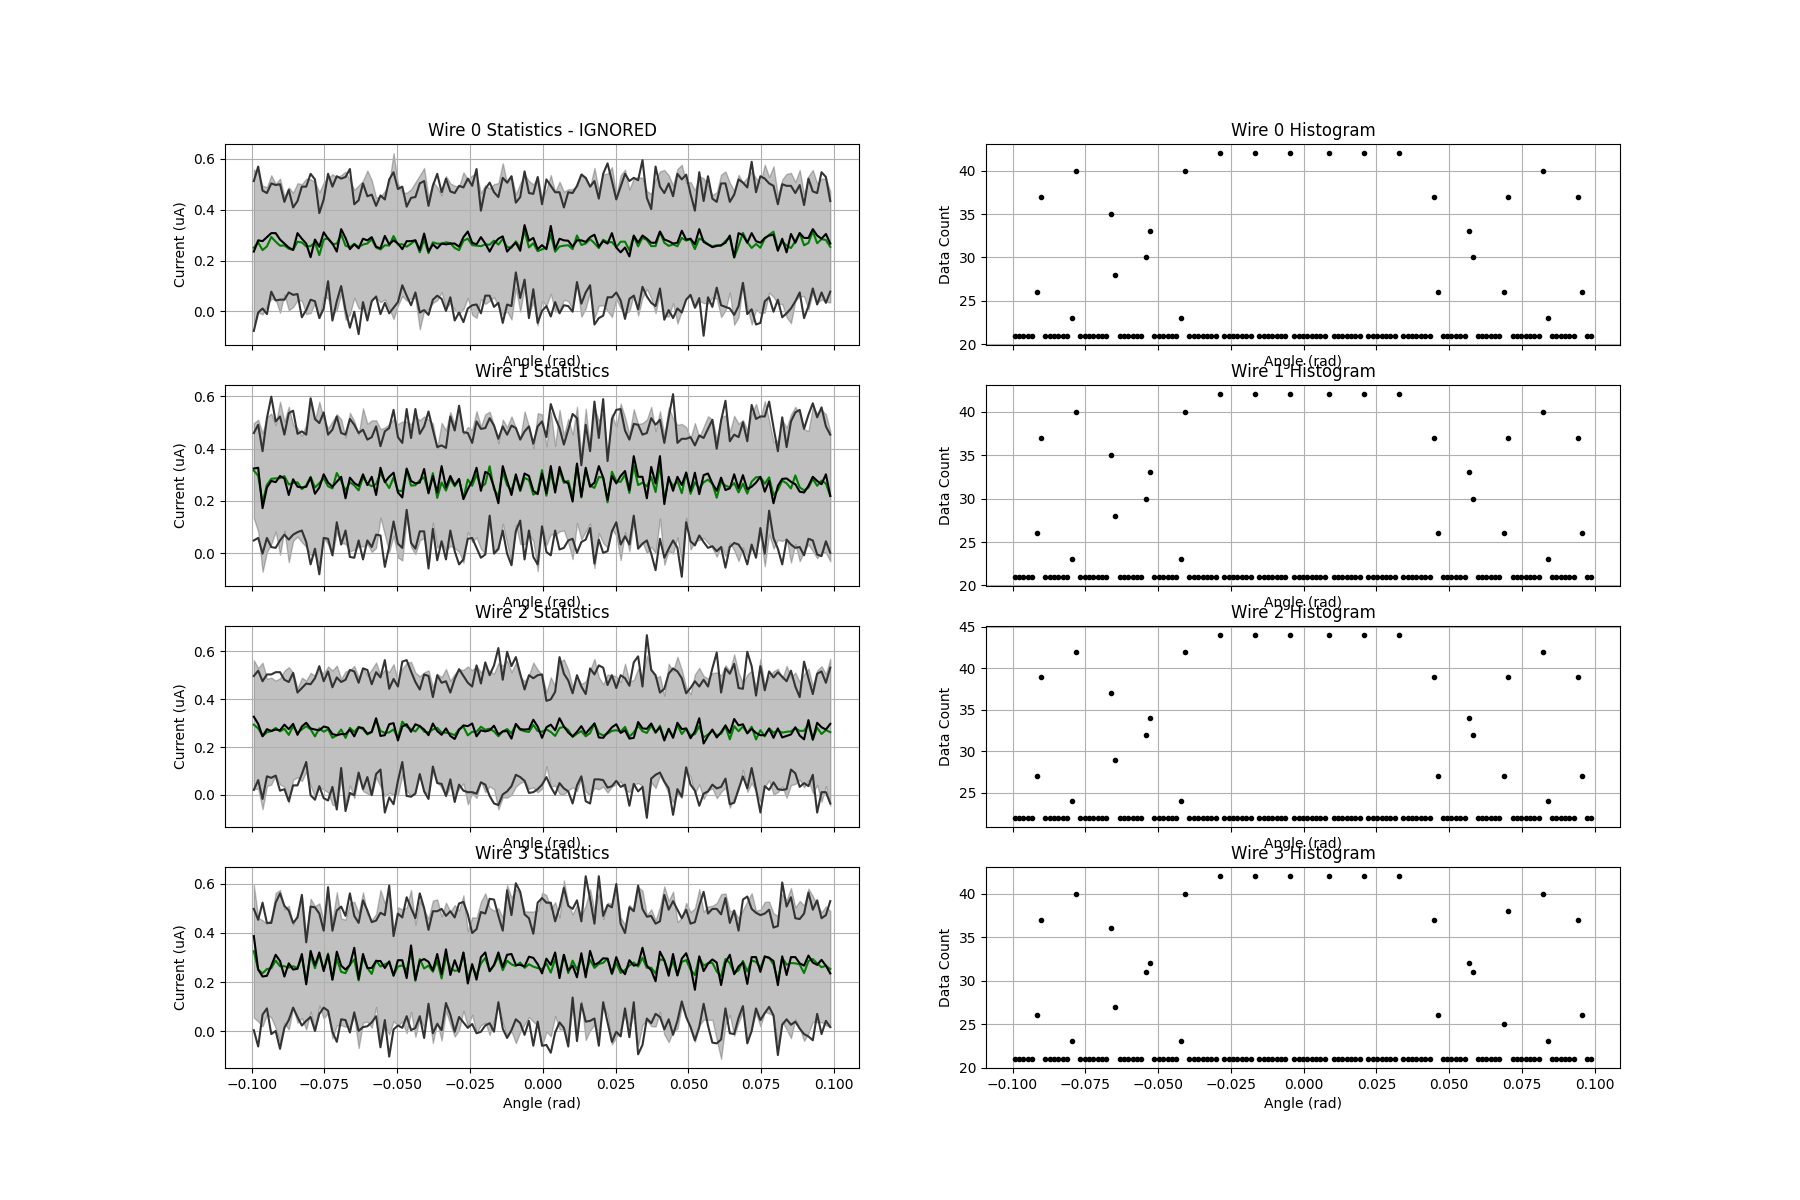 Wire 0 Statistics - IGNORED
Current (uA)
0.6
0.4
0.2
0.0
Angle (rad)
Wire 0 Histogram
Data Count
40
35
30
25
20
Angle (rad)
Wire 1 Statistics
Current (uA)
0.6
0.4
0.2
0.0
Angle (rad)
Wire 1 Histogram
Data Count
40
35
30
25
20
Angle (rad)
Wire 2 Statistics
Current (uA)
0.6
0.4
0.2
0.0
Angle (rad)
Wire 2 Histogram
Data Count
45
40
35
30
25
Angle (rad)
Wire 3 Statistics
Current (uA)
0.6
0.4
0.2
0.0
−0.100 −0.075 −0.050 −0.025 0.000 0.025 0.050 0.075 0.100
Angle (rad)
Wire 3 Histogram
Data Count
40
35
30
25
20
−0.100 −0.075 −0.050 −0.025 0.000 0.025 0.050 0.075 0.100
Angle (rad)